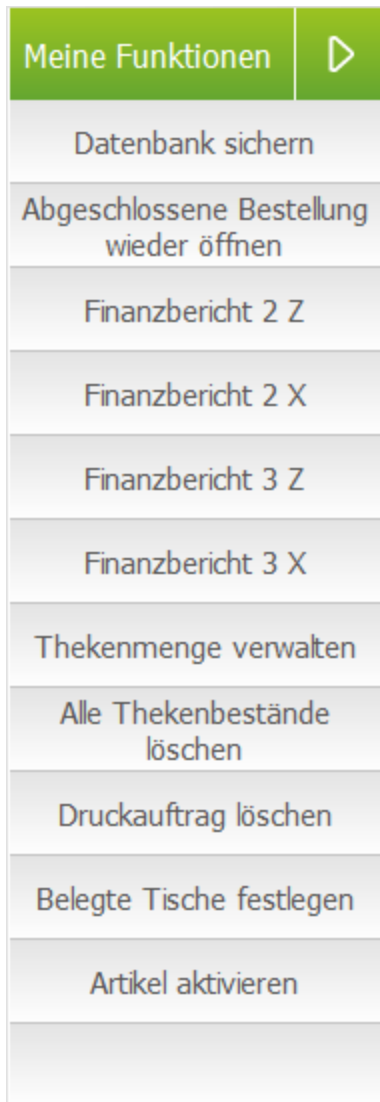 Meine Funktionen
Datenbank sichern
Abgeschlossene Bestellung
wieder öffnen
Finanzbericht 2 Z
Finanzbericht 2 X
Finanzbericht 3 Z
Finanzbericht 3 X
Thekenmenge verwalten
Alle Thekenbestände
löschen
Druckauftrag löschen
Belegte Tische festlegen
Artikel aktivieren